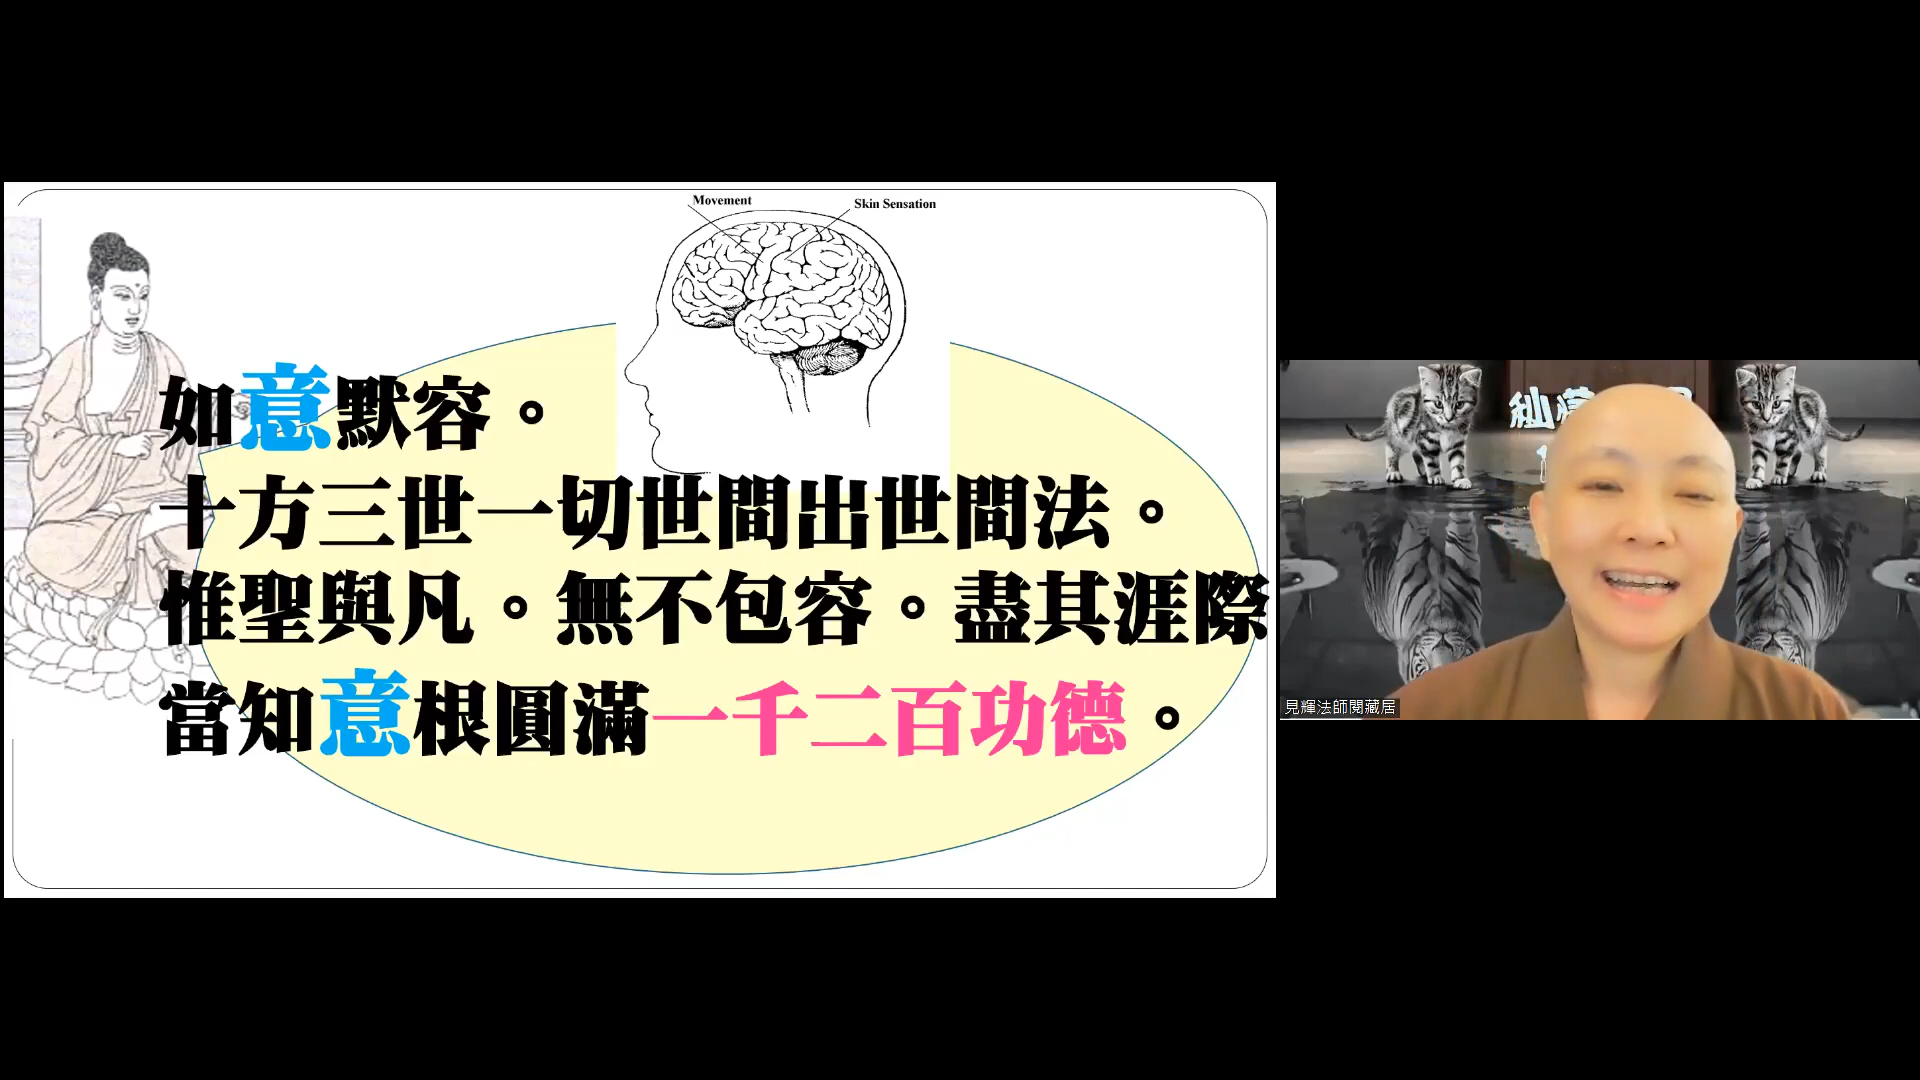 Movement
Skin Sensation
如意默容。
十方三世一切世間出世間法。
惟聖與凡。無不包容。盡其涯際
當知意根圓滿一千二百功德。
見輝法師閱藏居